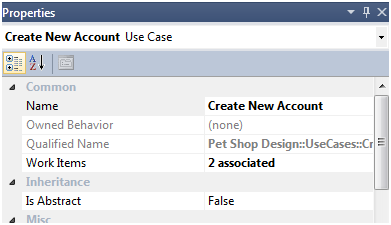 Properties
Create New Account Use Case
Common
Name Create New Account
Owned Behavior (none)
Qualified Name Pet Shop Design::UseCases::Cr
Work Items 2 associated
Inheritance
Is Abstract False
Misc